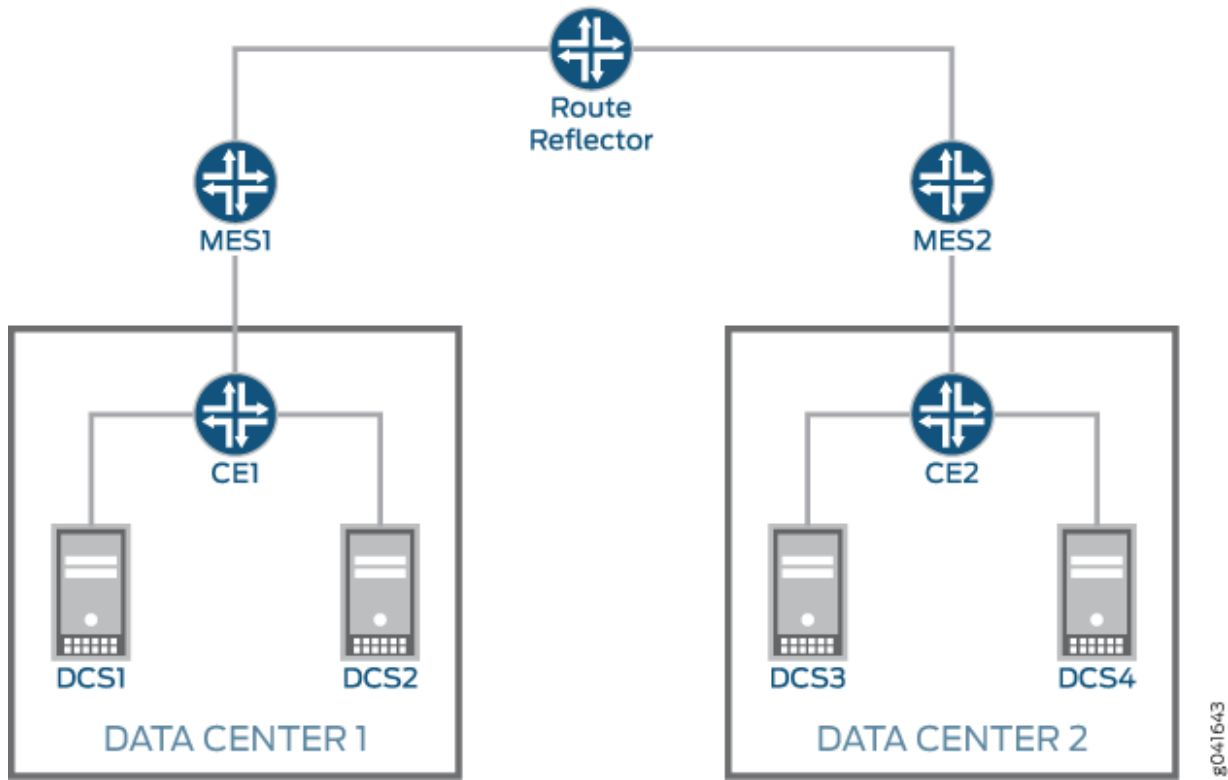 Route
Reflector
MES1
MES2
CE1
CE2
DCS1
DCS2
DCS3
DCS4
DATA CENTER 1
DATA CENTER 2
g041643